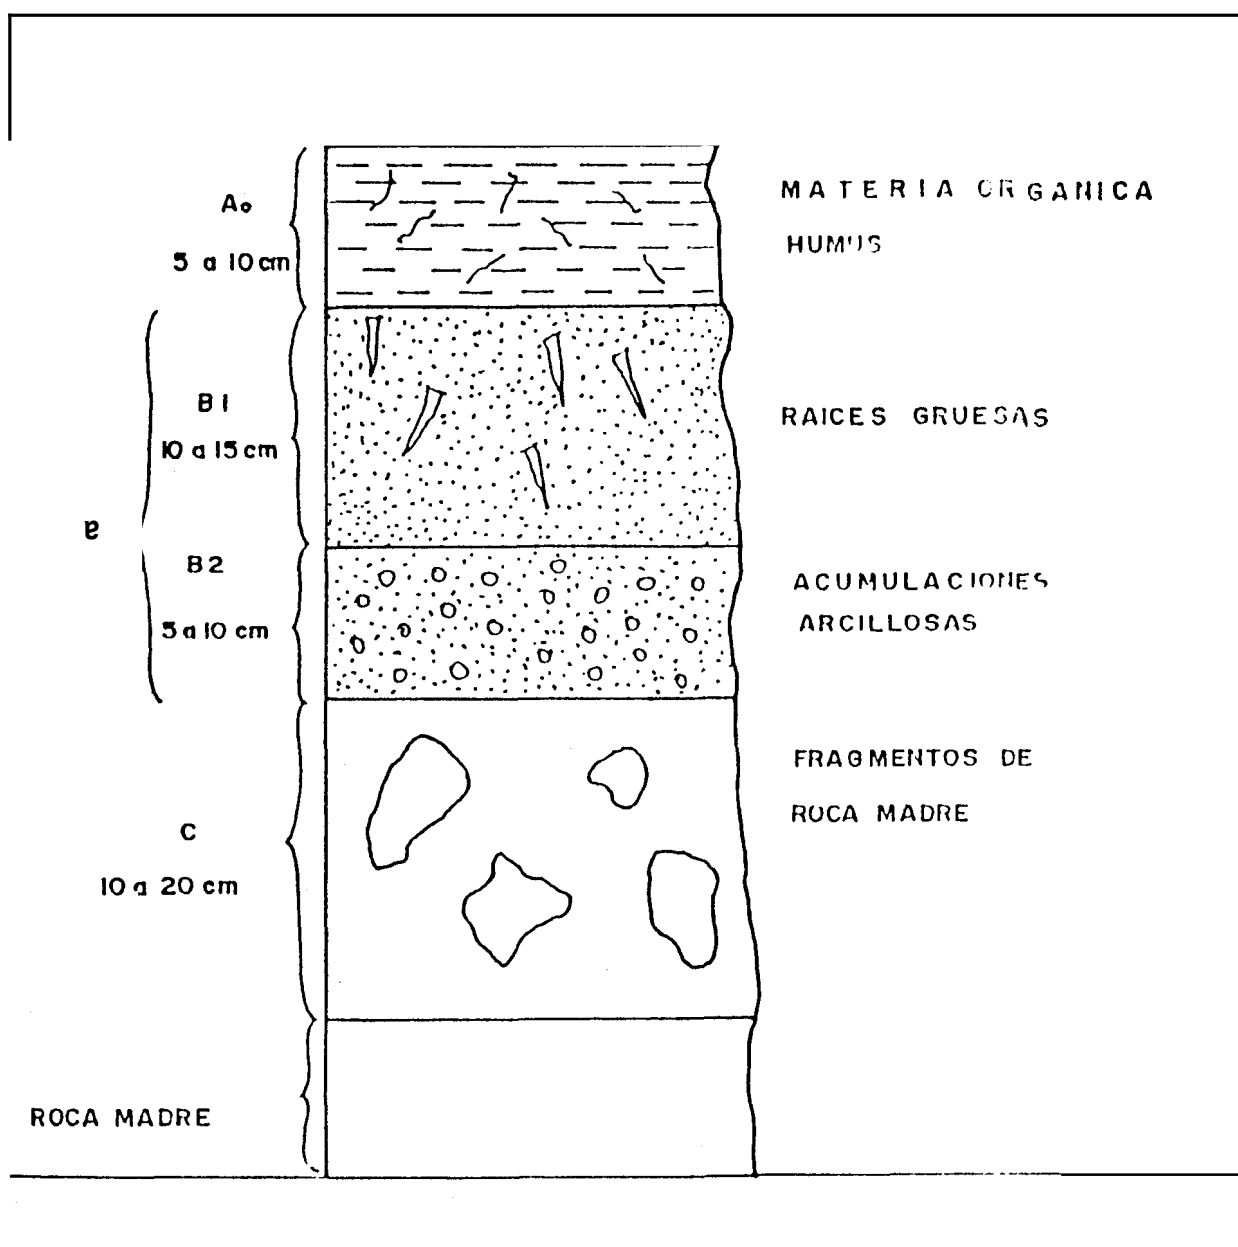 Ao
5 a 10 cm
MATERIA ORGANICA
HUMUS
B1
10 a 15 cm
RAICES GRUESAS
B
B2
5 a 10 cm
ACUMULACIONES
ARCILLOSAS
C
10 a 20 cm
FRAGMENTOS DE
ROCA MADRE
ROCA MADRE